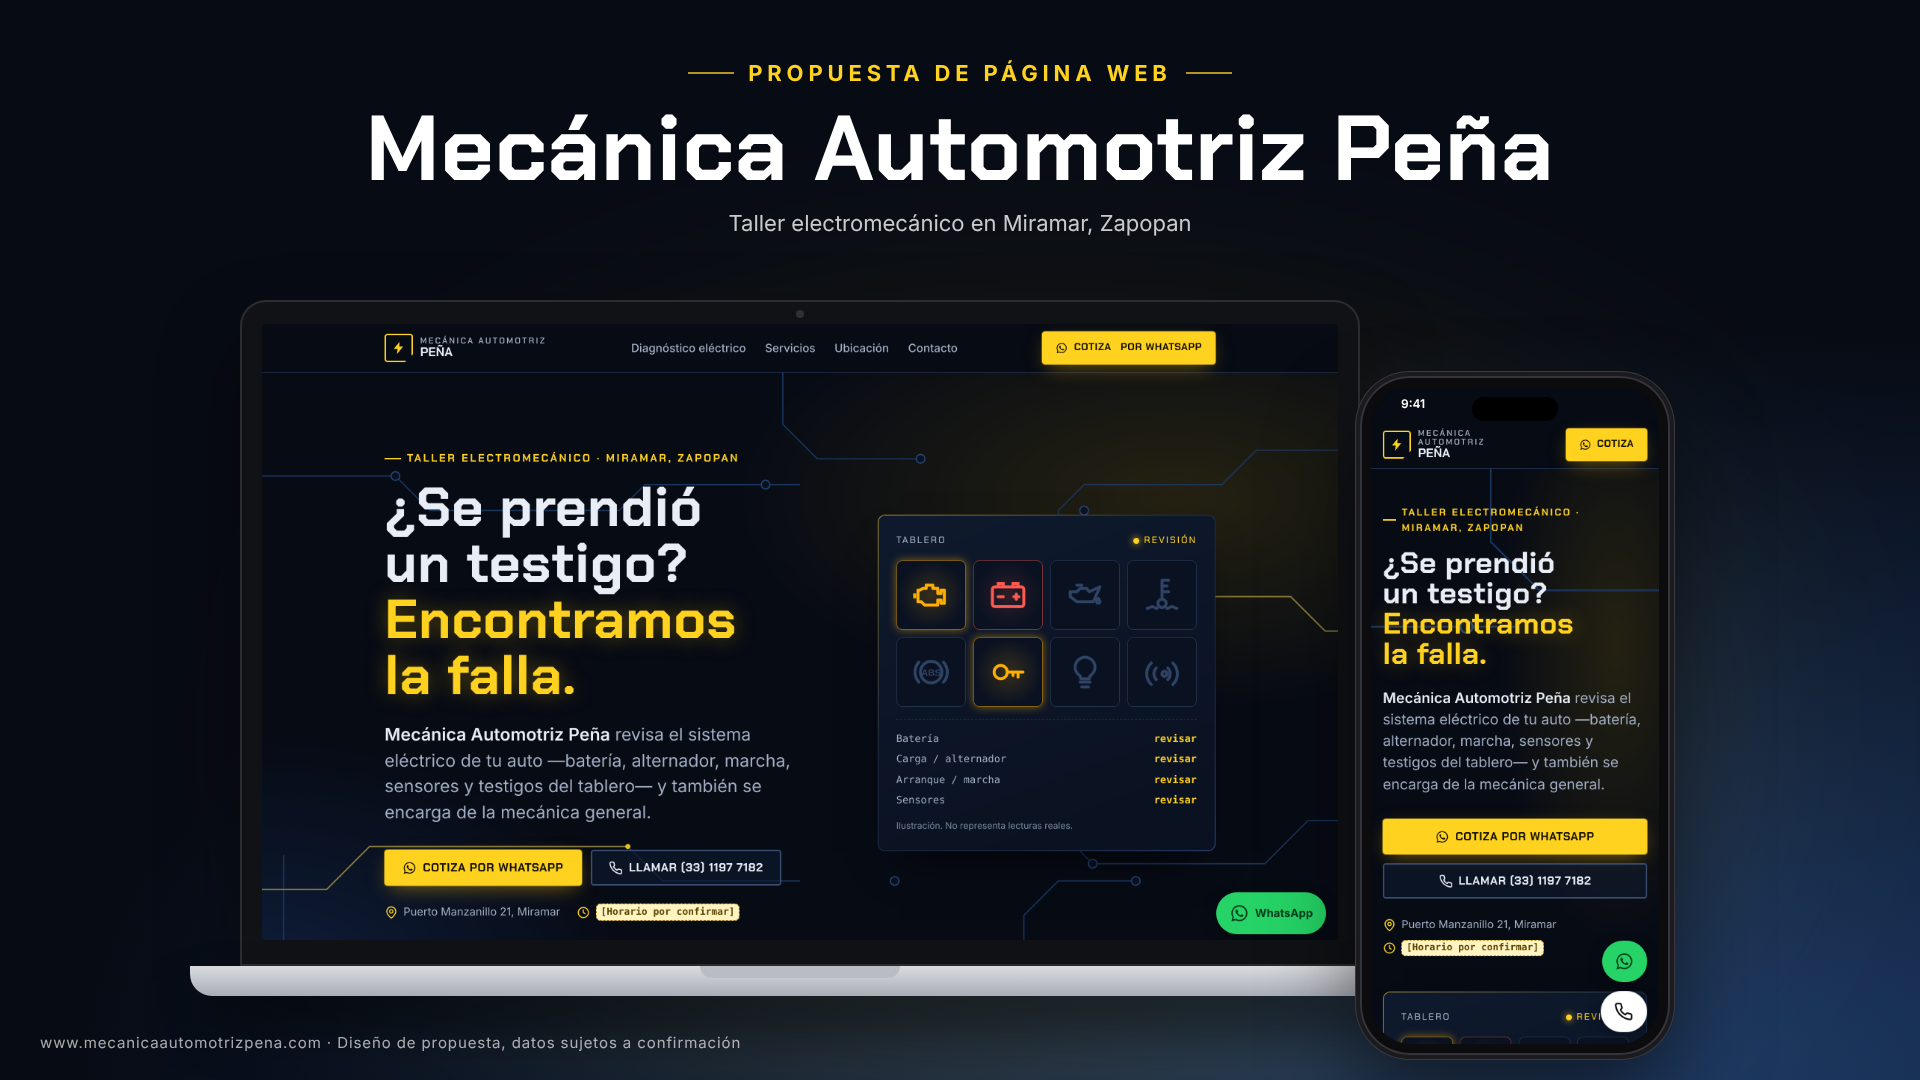 PROPUESTA DE PÁGINA WEB
Mecánica Automotriz Peña
Taller electromecánico en Miramar, Zapopan
MECÁNICA AUTOMOTRIZ
PEÑA
Diagnóstico eléctrico Servicios Ubicación Contacto
COTIZA POR WHATSAPP
TALLER ELECTROMECÁNICO · MIRAMAR, ZAPOPAN
¿Se prendió
un testigo?
Encontramos
la falla.
Mecánica Automotriz Peña revisa el sistema
eléctrico de tu auto —batería, alternador, marcha,
sensores y testigos del tablero— y también se
encarga de la mecánica general.
COTIZA POR WHATSAPP
LLAMAR (33) 1197 7182
Puerto Manzanillo 21, Miramar
[Horario por confirmar]
TABLERO
REVISIÓN
ABS
Batería revisar
Carga / alternador revisar
Arranque / marcha revisar
Sensores revisar
Ilustración. No representa lecturas reales.
WhatsApp
9:41
MECÁNICA
AUTOMOTRIZ
PEÑA
COTIZA
TALLER ELECTROMECÁNICO ·
MIRAMAR, ZAPOPAN
¿Se prendió
un testigo?
Encontramos
la falla.
Mecánica Automotriz Peña revisa el
sistema eléctrico de tu auto —batería,
alternador, marcha, sensores y
testigos del tablero— y también se
encarga de la mecánica general.
COTIZA POR WHATSAPP
LLAMAR (33) 1197 7182
Puerto Manzanillo 21, Miramar
[Horario por confirmar]
TABLERO
REVI
www.mecanicaautomotrizpena.com · Diseño de propuesta, datos sujetos a confirmación